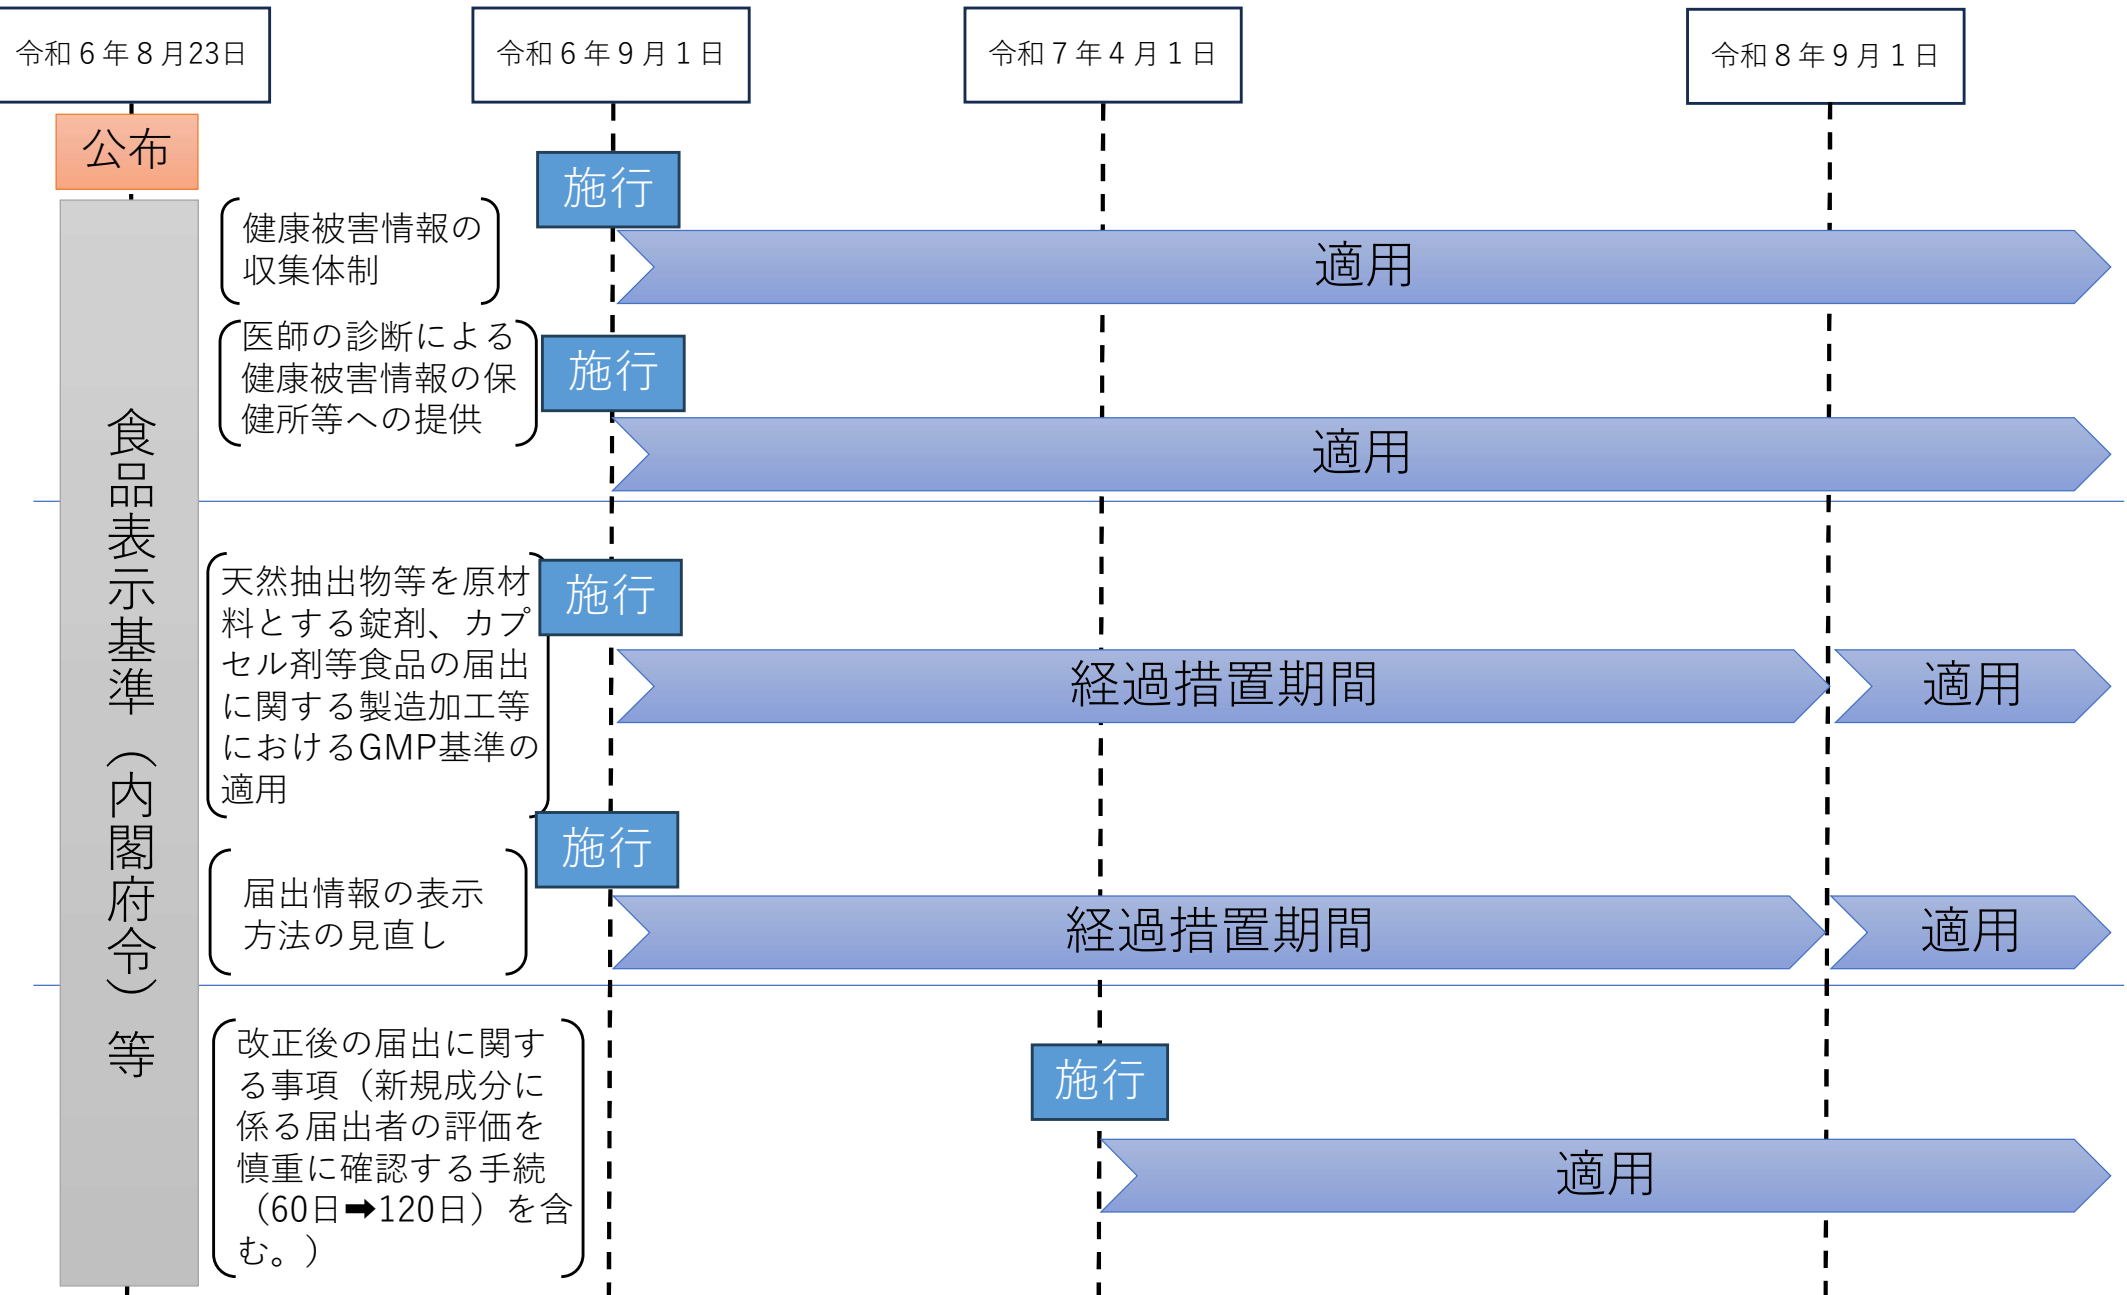 令和６年８月23日
令和６年９月１日
令和７年４月１日
令和８年９月１日
公布
食品表示基準（内閣府令）等
健康被害情報の
収集体制
施行
適用
医師の診断による
健康被害情報の保
健所等への提供
施行
適用
天然抽出物等を原材
料とする錠剤、カプ
セル剤等食品の届出
に関する製造加工等
におけるGMP基準の
適用
施行
経過措置期間
適用
届出情報の表示
方法の見直し
施行
経過措置期間
適用
改正後の届出に関す
る事項（新規成分に
係る届出者の評価を
慎重に確認する手続
（60日➡120日）を含
む。）
施行
適用